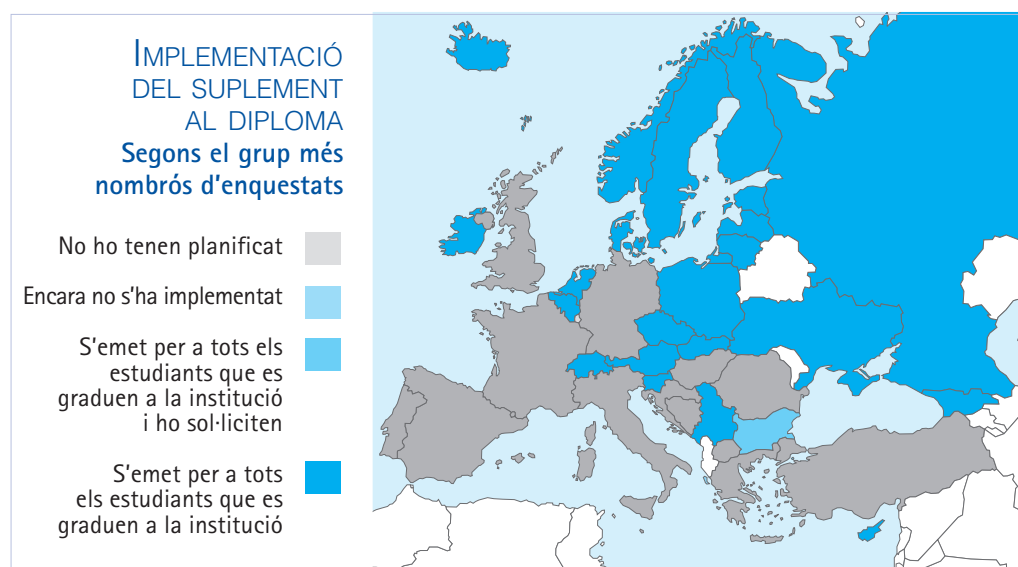 IMPLEMENTACIÓ
DEL SUPLEMENT
AL DIPLOMA
Segons el grup més
nombrós d'enquestats
No ho tenen planificat
Encara no s'ha implementat
S'emet per a tots els
estudiants que es
graduen a la institució
i ho sol·liciten
S'emet per a tots
els estudiants que es
graduen a la institució